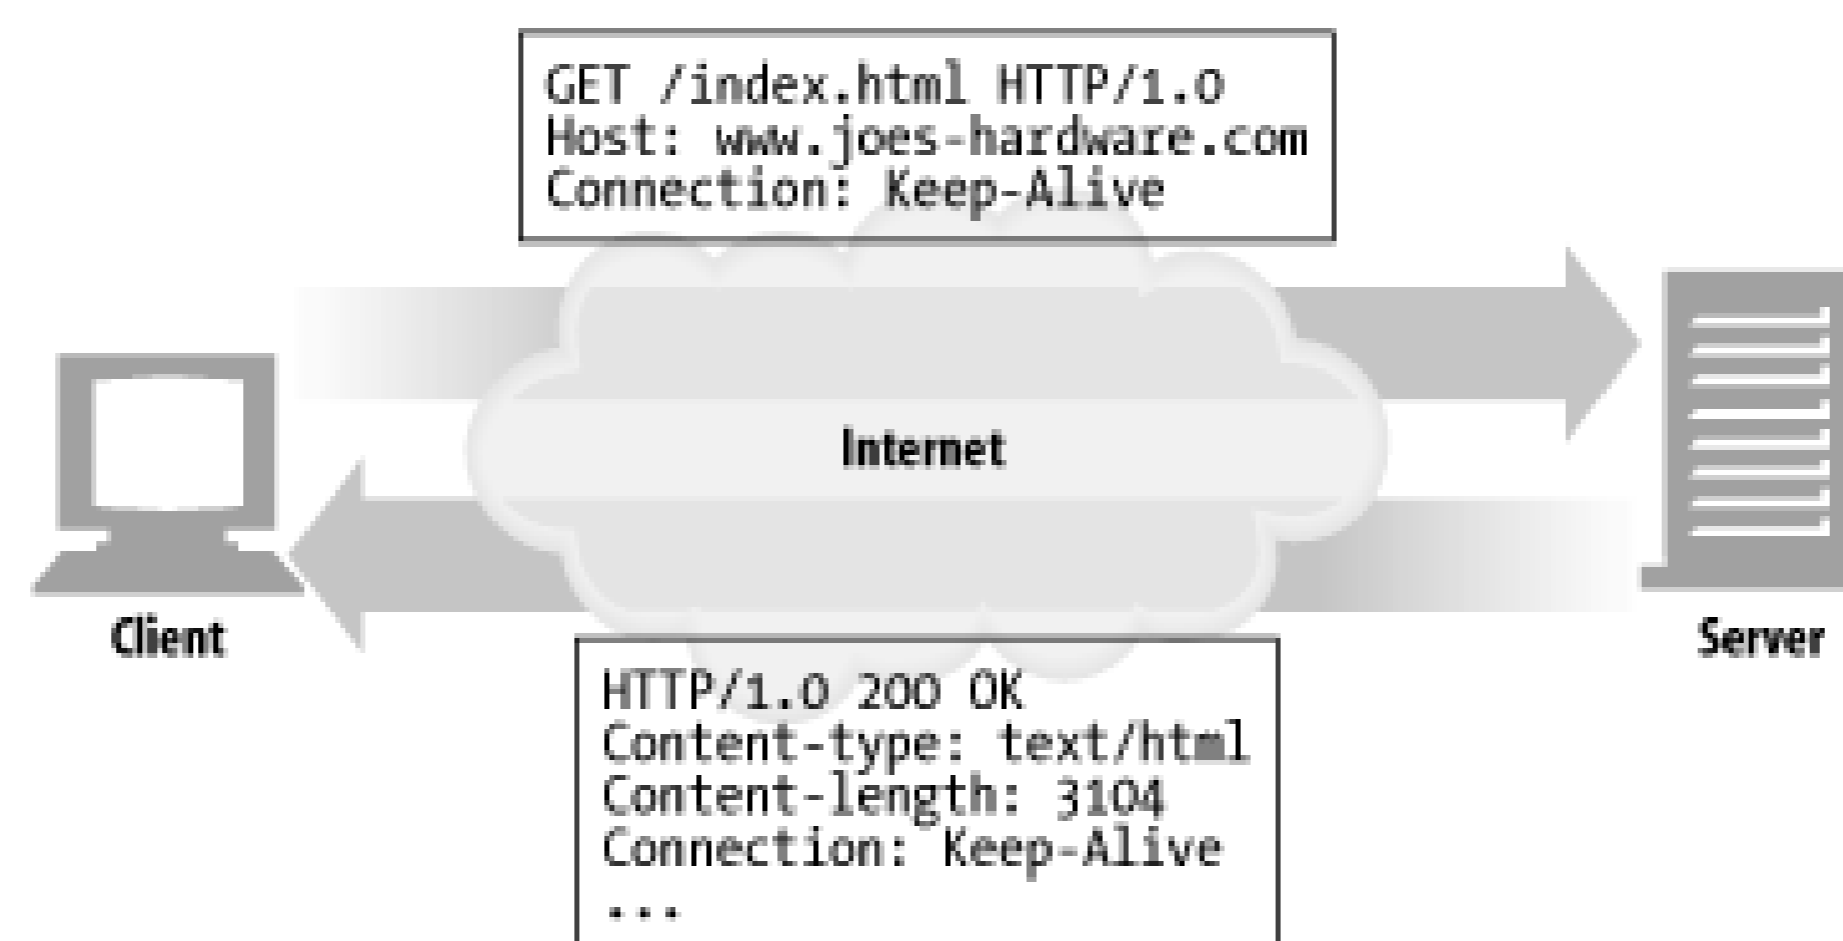 GET /index.html HTTP/1.0
Host: www.joes-hardware.com
Connection: Keep-Alive
Internet
Client
Server
HTTP/1.0 200 OK
Content-type: text/html
Content-length: 3104
Connection: Keep-Alive
...